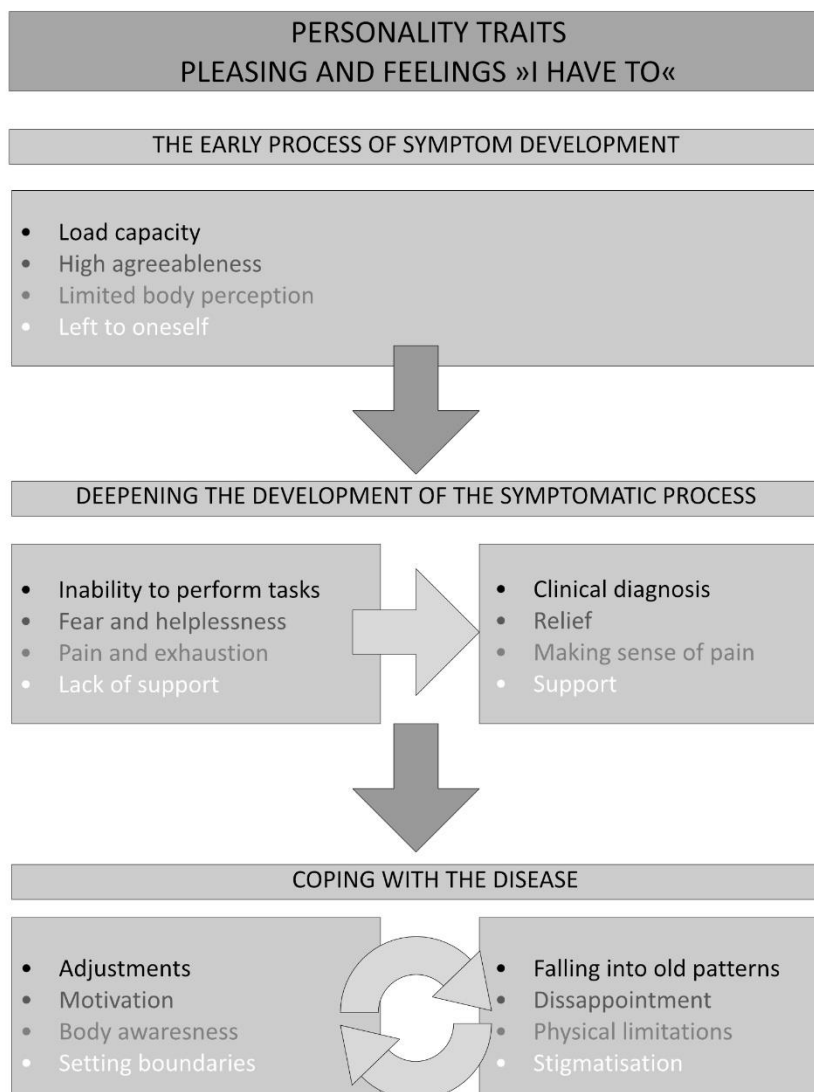 PERSONALITY TRAITS
PLEASING AND FEELINGS »I HAVE TO«
THE EARLY PROCESS OF SYMPTOM DEVELOPMENT
• Load capacity
• High agreeableness
• Limited body perception
• Left to oneself
DEEPENING THE DEVELOPMENT OF THE SYMPTOMATIC PROCESS
• Inability to perform tasks
• Fear and helplessness
• Pain and exhaustion
• Lack of support
• Clinical diagnosis
• Relief
• Making sense of pain
• Support
COPING WITH THE DISEASE
• Adjustments
• Motivation
• Body awaresness
• Setting boundaries
• Falling into old patterns
• Dissappointment
• Physical limitations
• Stigmatisation